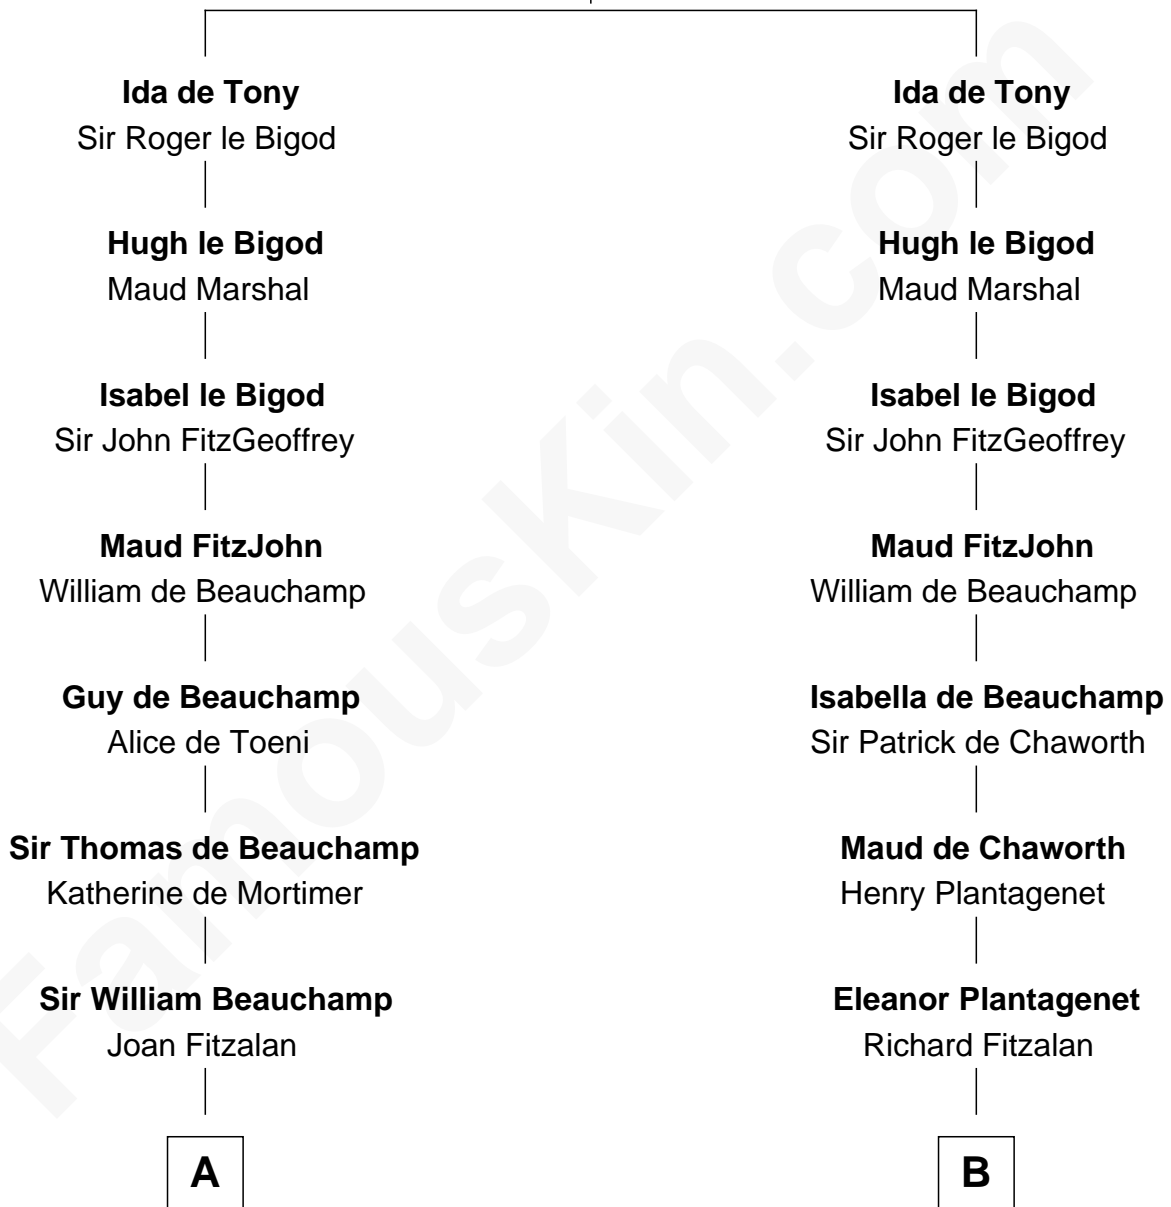 Ida de Tony
Sir Roger le Bigod
Hugh le Bigod
Maud Marshal
Isabel le Bigod
Sir John FitzGeoffrey
Maud FitzJohn
William de Beauchamp
Guy de Beauchamp
Alice de Toeni
Sir Thomas de Beauchamp
Katherine de Mortimer
Sir William Beauchamp
Joan Fitzalan
A
Ida de Tony
Sir Roger le Bigod
Hugh le Bigod
Maud Marshal
Isabel le Bigod
Sir John FitzGeoffrey
Maud FitzJohn
William de Beauchamp
Isabella de Beauchamp
Sir Patrick de Chaworth
Maud de Chaworth
Henry Plantagenet
Eleanor Plantagenet
Richard Fitzalan
B
FamousKin.com